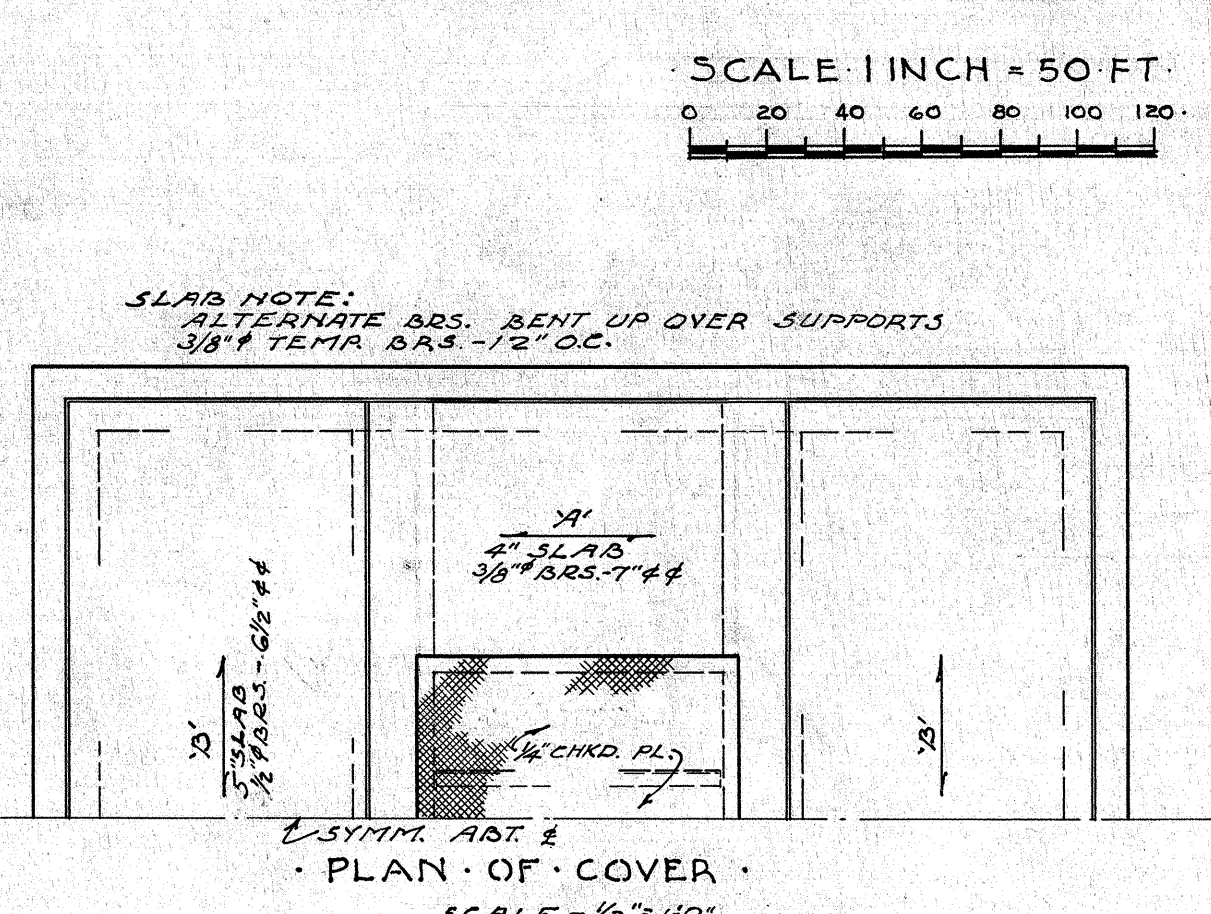 ·SCALE·1 INCH = 50·FT·
0 20 40 60 80 100 120·
SLAB NOTE:
ALTERNATE BRS. BENT UP OVER SUPPORTS
3/8"⌀ TEMP. BRS. - 12" O.C.
'A'
4" SLAB
3/8"⌀ BRS.-7" ¢ ¢
'B'
5" SLAB
1/2"⌀ BRS.-6 1/2" ¢ ¢
1/4" CHKD. PL.
'B'
SYMM. ABT. ℄
·PLAN·OF·COVER·